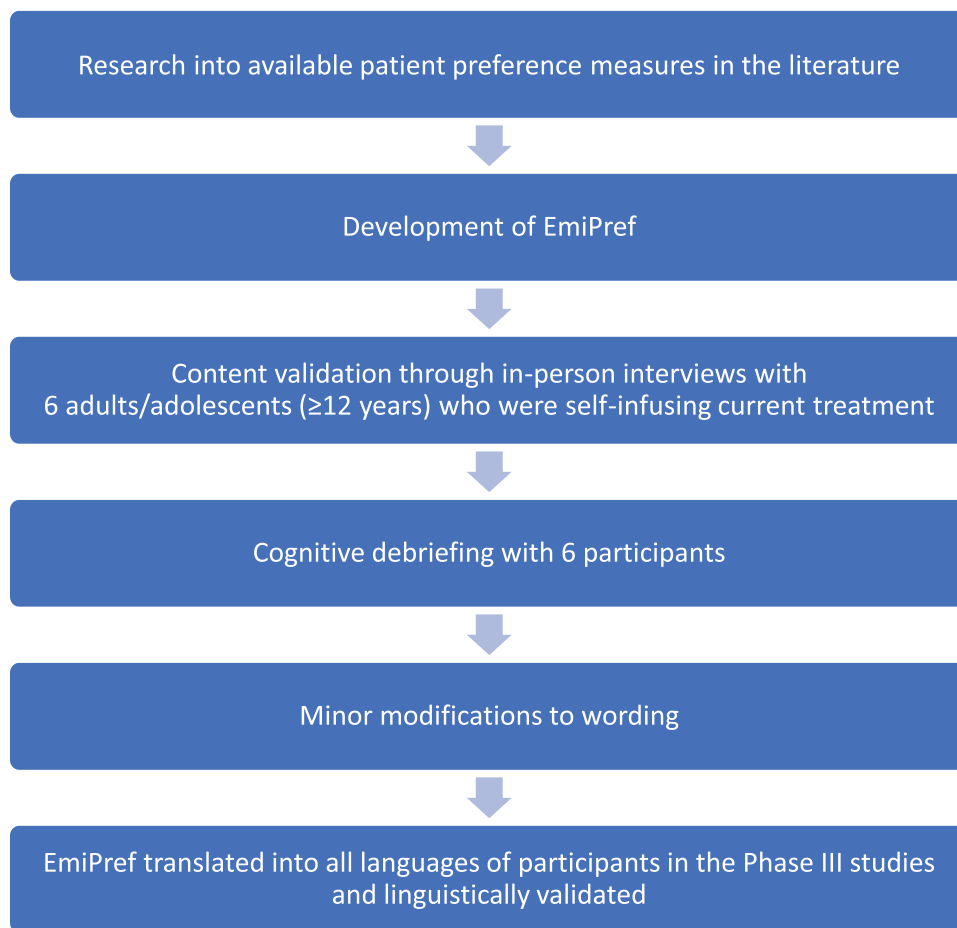 Research into available patient preference measures in the literature
Development of EmiPref
Content validation through in-person interviews with
6 adults/adolescents (≥12 years) who were self-infusing current treatment
Cognitive debriefing with 6 participants
Minor modifications to wording
EmiPref translated into all languages of participants in the Phase III studies
and linguistically validated